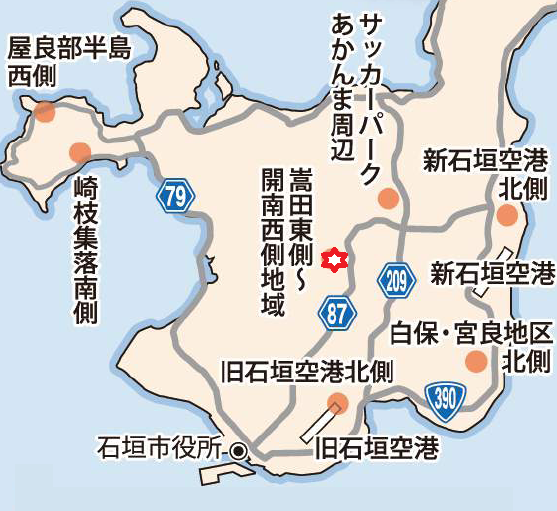 屋良部半島
西側
サッカーパーク
あかんま周辺
新石垣空港
北側
崎枝集落南側
79
嵩田東側～
開南西側地域
209
新石垣空港
87
白保・宮良地区
北側
旧石垣空港北側
390
石垣市役所
旧石垣空港